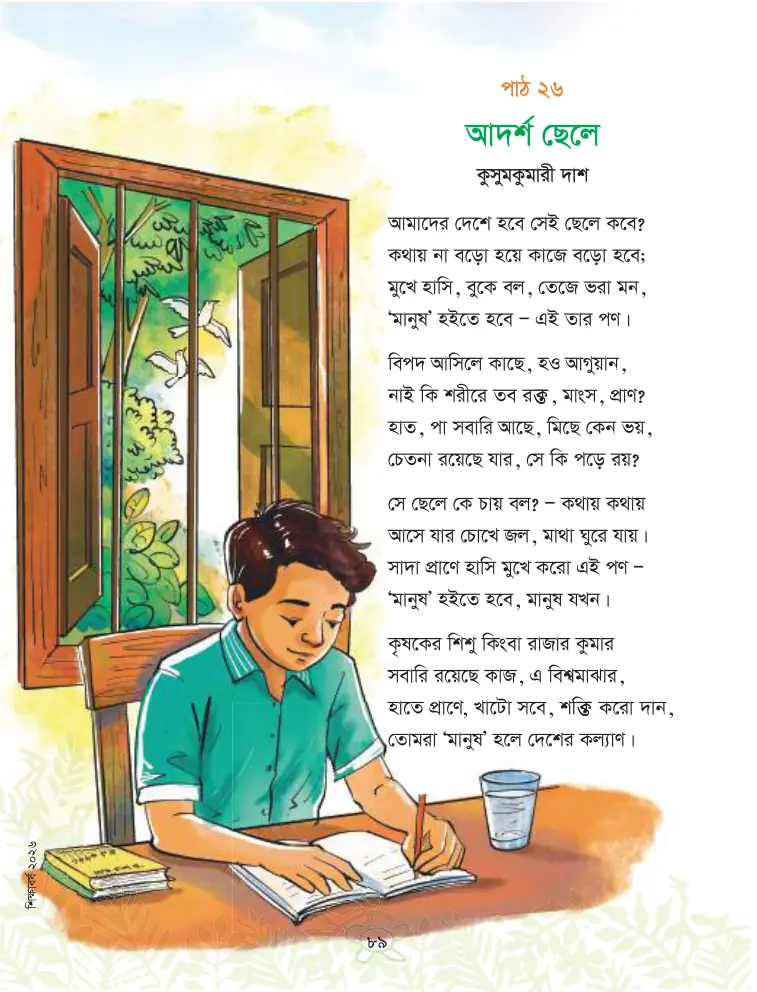 পাঠ ২৬
আদর্শ ছেলে
কুসুমকুমারী দাশ
আমাদের দেশে হবে সেই ছেলে কবে?
কথায় না বড়ো হয়ে কাজে বড়ো হবে;
মুখে হাসি, বুকে বল, তেজে ভরা মন,
‘মানুষ’ হইতে হবে – এই তার পণ।
বিপদ আসিলে কাছে, হও আগুয়ান,
নাই কি শরীরে তব রক্ত, মাংস, প্রাণ?
হাত, পা সবারি আছে, মিছে কেন ভয়,
চেতনা রয়েছে যার, সে কি পড়ে রয়?
সে ছেলে কে চায় বল? – কথায় কথায়
আসে যার চোখে জল, মাথা ঘুরে যায়।
সাদা প্রাণে হাসি মুখে করো এই পণ –
‘মানুষ’ হইতে হবে, মানুষ যখন।
কৃষকের শিশু কিংবা রাজার কুমার
সবারি রয়েছে কাজ, এ বিশ্বমাঝার,
হাতে প্রাণে, খাটো সবে, শক্তি করো দান,
তোমরা ‘মানুষ’ হলে দেশের কল্যাণ।
শিক্ষাবর্ষ ২০২৬
৮৯